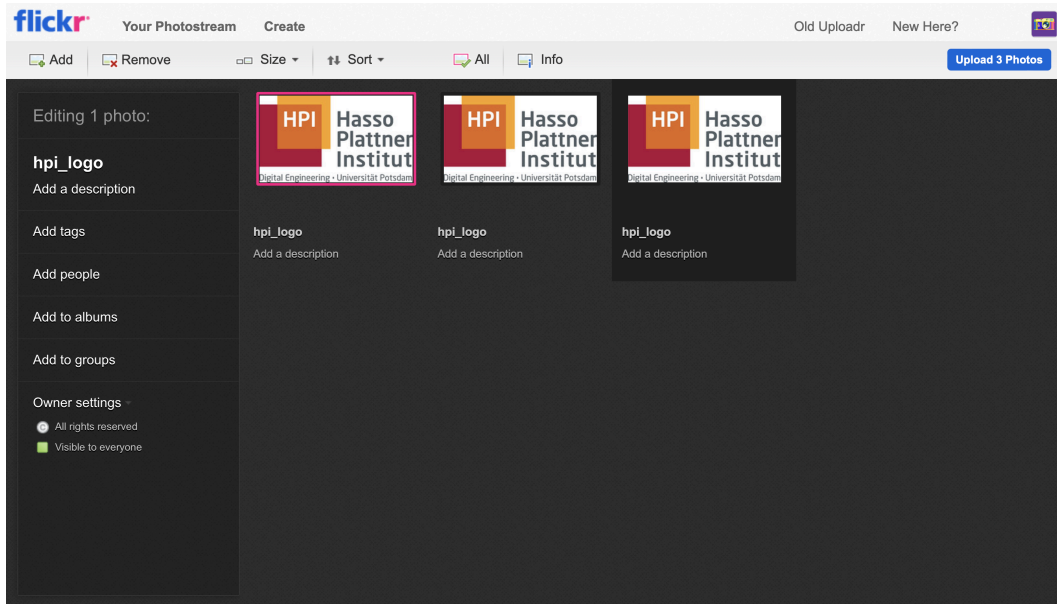 flickr
Your Photostream
Create
Old Uploadr
New Here?
Add
Remove
Size
Sort
All
Info
Upload 3 Photos
Editing 1 photo:
hpi_logo
Add a description
Add tags
Add people
Add to albums
Add to groups
Owner settings
© All rights reserved
Visible to everyone
HPI
Hasso
Plattner
Institut
Digital Engineering • Universität Potsdam
hpi_logo
Add a description
HPI
Hasso
Plattner
Institut
Digital Engineering • Universität Potsdam
hpi_logo
Add a description
HPI
Hasso
Plattner
Institut
Digital Engineering • Universität Potsdam
hpi_logo
Add a description